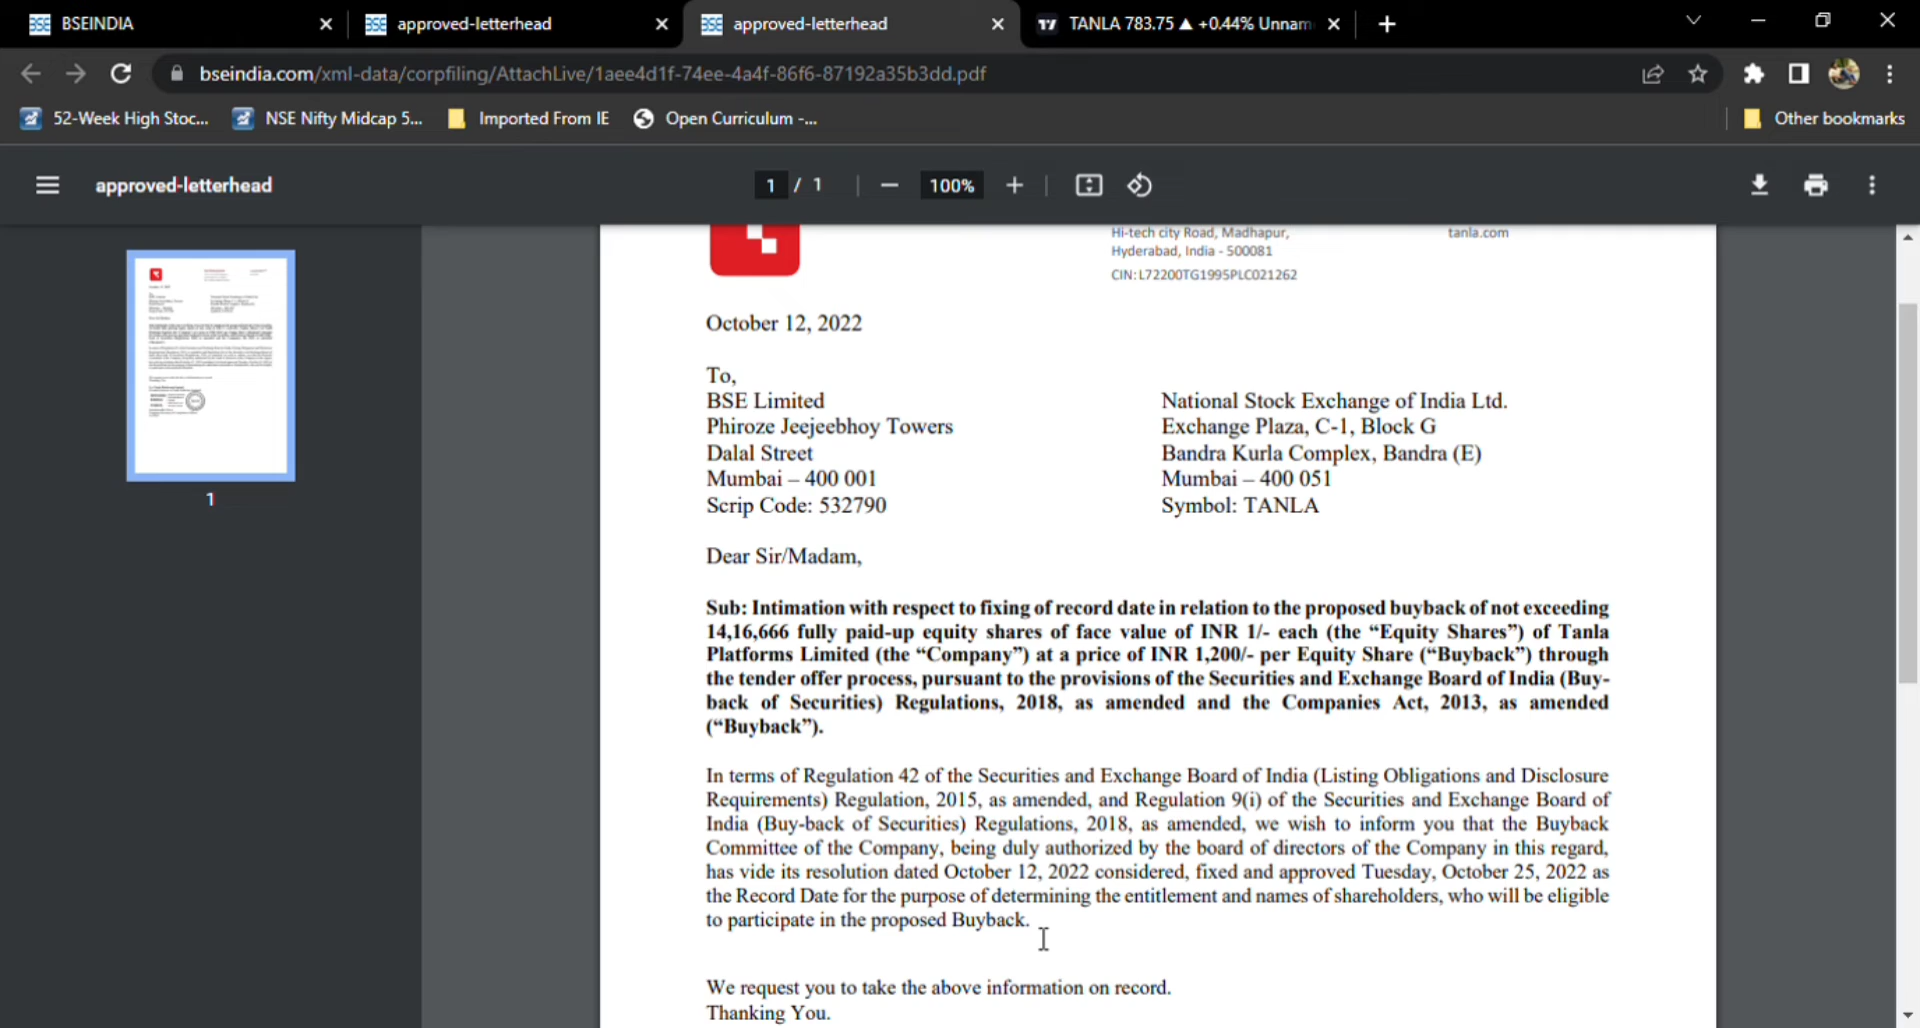 BSEINDIA
approved-letterhead
approved-letterhead
TANLA 783.75 ▲ +0.44% Unnam
bseindia.com/xml-data/corpfiling/AttachLive/1aee4d1f-74ee-4a4f-86f6-87192a35b3dd.pdf
52-Week High Stoc...
NSE Nifty Midcap 5...
Imported From IE
Open Curriculum -...
Other bookmarks
approved-letterhead
1 / 1
100%
1
Hi-tech city Road, Madhapur,
Hyderabad, India - 500081
CIN: L72200TG1995PLC021262
tanla.com
October 12, 2022
To,
BSE Limited
Phiroze Jeejeebhoy Towers
Dalal Street
Mumbai – 400 001
Scrip Code: 532790
National Stock Exchange of India Ltd.
Exchange Plaza, C-1, Block G
Bandra Kurla Complex, Bandra (E)
Mumbai – 400 051
Symbol: TANLA
Dear Sir/Madam,
Sub: Intimation with respect to fixing of record date in relation to the proposed buyback of not exceeding
14,16,666 fully paid-up equity shares of face value of INR 1/- each (the “Equity Shares”) of Tanla
Platforms Limited (the “Company”) at a price of INR 1,200/- per Equity Share (“Buyback”) through
the tender offer process, pursuant to the provisions of the Securities and Exchange Board of India (Buy-
back of Securities) Regulations, 2018, as amended and the Companies Act, 2013, as amended
(“Buyback”).
In terms of Regulation 42 of the Securities and Exchange Board of India (Listing Obligations and Disclosure
Requirements) Regulation, 2015, as amended, and Regulation 9(i) of the Securities and Exchange Board of
India (Buy-back of Securities) Regulations, 2018, as amended, we wish to inform you that the Buyback
Committee of the Company, being duly authorized by the board of directors of the Company in this regard,
has vide its resolution dated October 12, 2022 considered, fixed and approved Tuesday, October 25, 2022 as
the Record Date for the purpose of determining the entitlement and names of shareholders, who will be eligible
to participate in the proposed Buyback.
We request you to take the above information on record.
Thanking You.